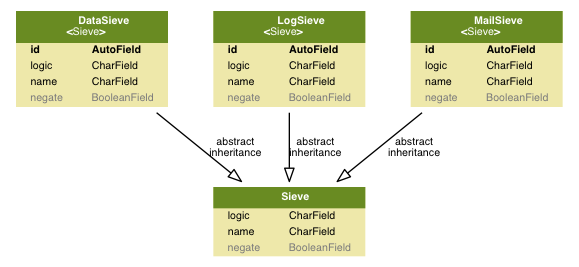 DataSieve
<Sieve>
id AutoField
logic CharField
name CharField
negate BooleanField
LogSieve
<Sieve>
id AutoField
logic CharField
name CharField
negate BooleanField
MailSieve
<Sieve>
id AutoField
logic CharField
name CharField
negate BooleanField
abstract
inheritance
abstract
inheritance
abstract
inheritance
Sieve
logic CharField
name CharField
negate BooleanField